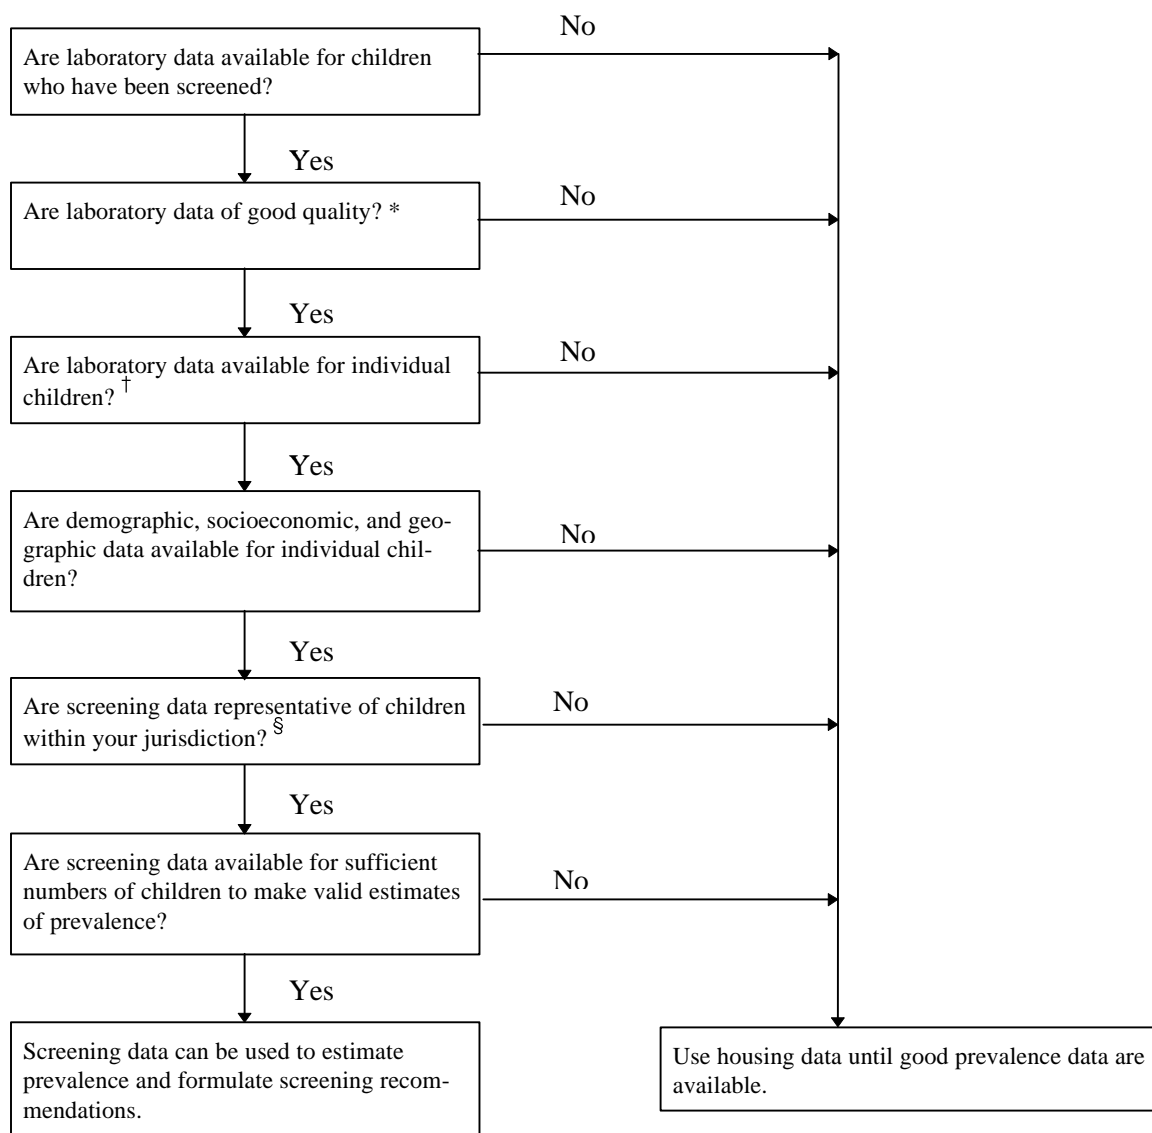 No
Are laboratory data available for children
who have been screened?
Yes
Are laboratory data of good quality? *
No
Yes
Are laboratory data available for individual
children? †
No
Yes
Are demographic, socioeconomic, and geo-
graphic data available for individual chil-
dren?
No
Yes
Are screening data representative of children
within your jurisdiction? §
No
Yes
Are screening data available for sufficient
numbers of children to make valid estimates
of prevalence?
No
Yes
Screening data can be used to estimate
prevalence and formulate screening recom-
mendations.
Use housing data until good prevalence data are
available.